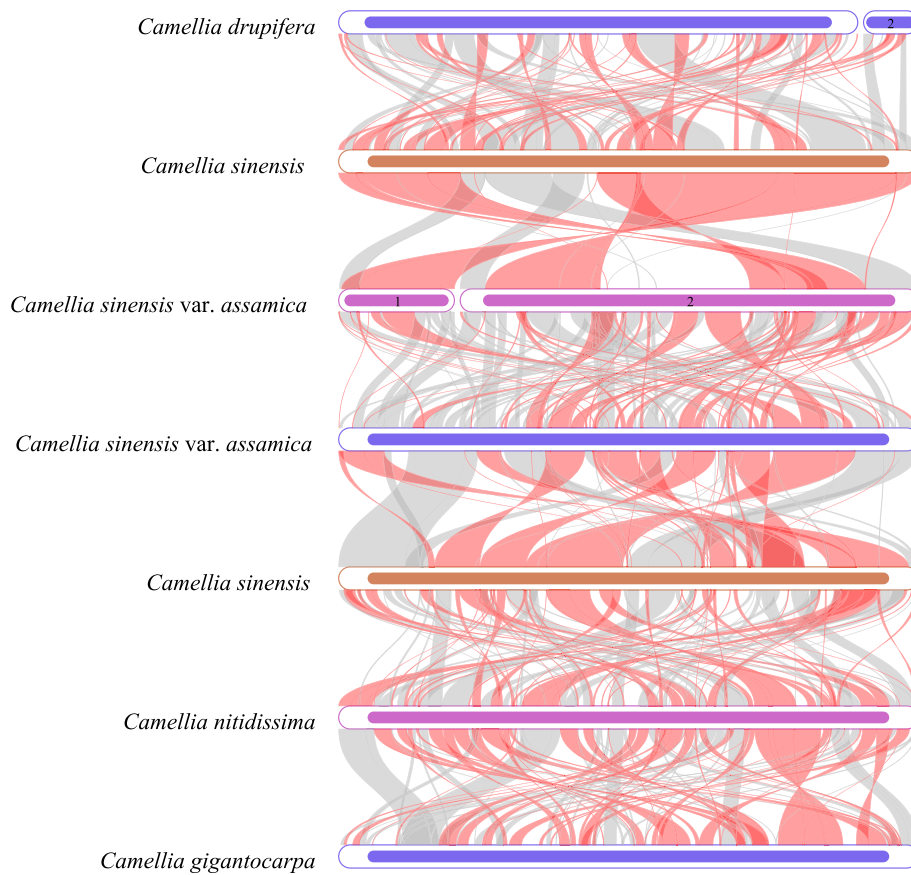 Camellia drupifera
2
Camellia sinensis
Camellia sinensis var. assamica
1
2
Camellia sinensis var. assamica
Camellia sinensis
Camellia nitidissima
Camellia gigantocarpa